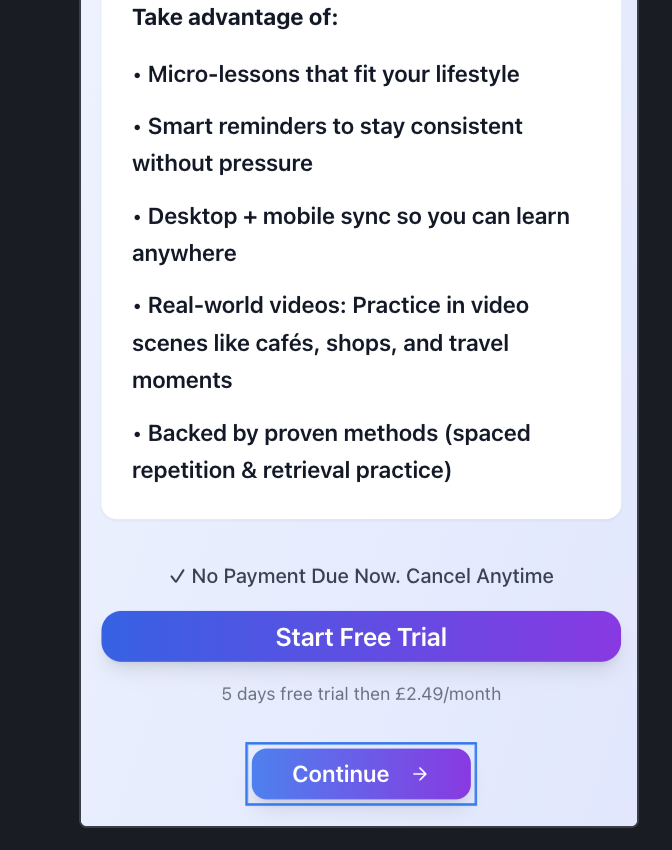 Take advantage of:
• Micro-lessons that fit your lifestyle
• Smart reminders to stay consistent
without pressure
• Desktop + mobile sync so you can learn
anywhere
• Real-world videos: Practice in video
scenes like cafés, shops, and travel
moments
• Backed by proven methods (spaced
repetition & retrieval practice)
✓ No Payment Due Now. Cancel Anytime
Start Free Trial
5 days free trial then £2.49/month
Continue →